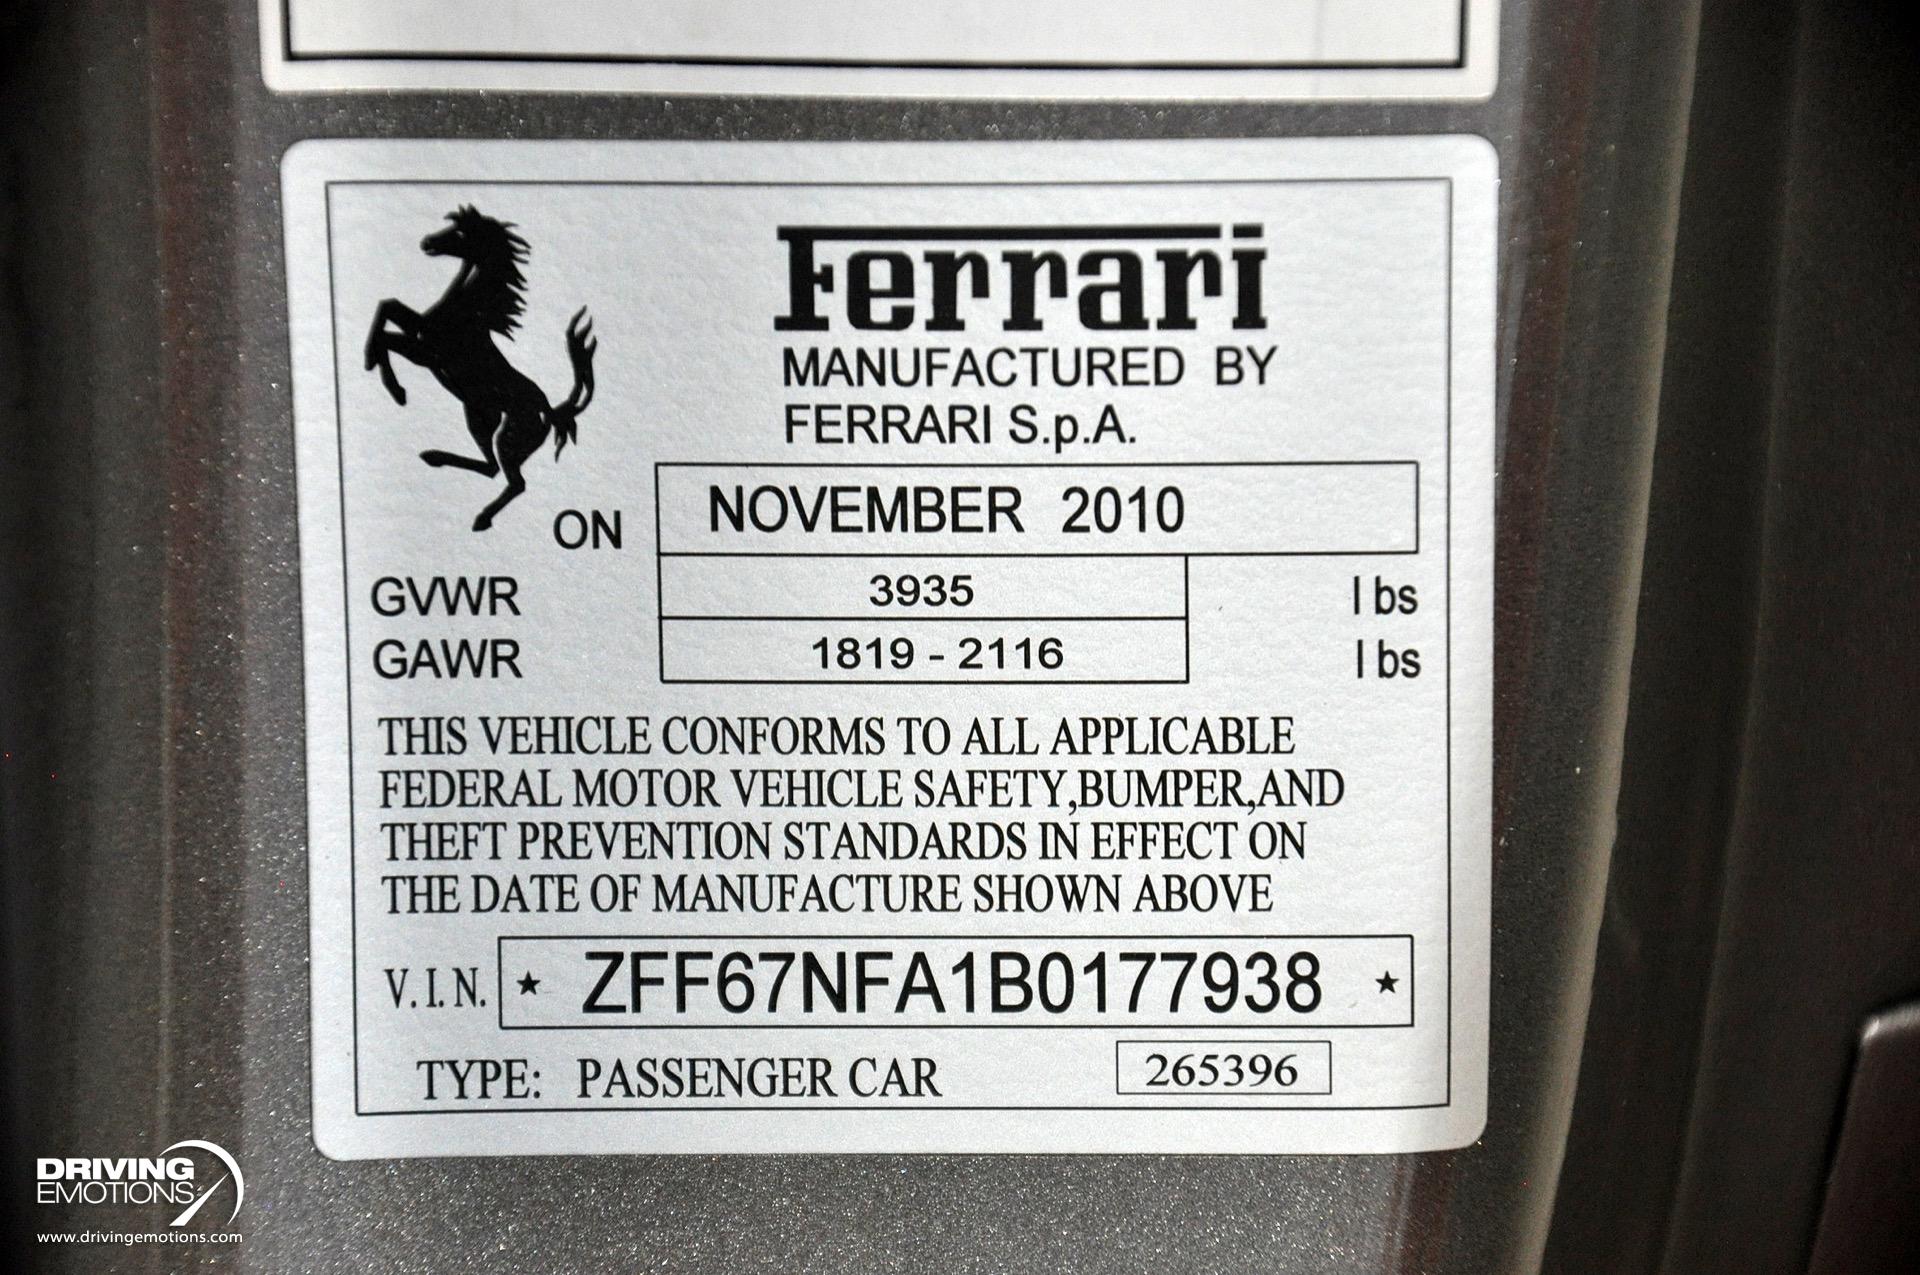 Ferrari
MANUFACTURED BY
FERRARI S.p.A.
ON NOVEMBER 2010
GVWR 3935 lbs
GAWR 1819 - 2116 lbs
THIS VEHICLE CONFORMS TO ALL APPLICABLE
FEDERAL MOTOR VEHICLE SAFETY,BUMPER,AND
THEFT PREVENTION STANDARDS IN EFFECT ON
THE DATE OF MANUFACTURE SHOWN ABOVE
V.I.N. ★ ZFF67NFA1B0177938 ★
TYPE: PASSENGER CAR 265396
DRIVING
EMOTIONS
www.drivingemotions.com